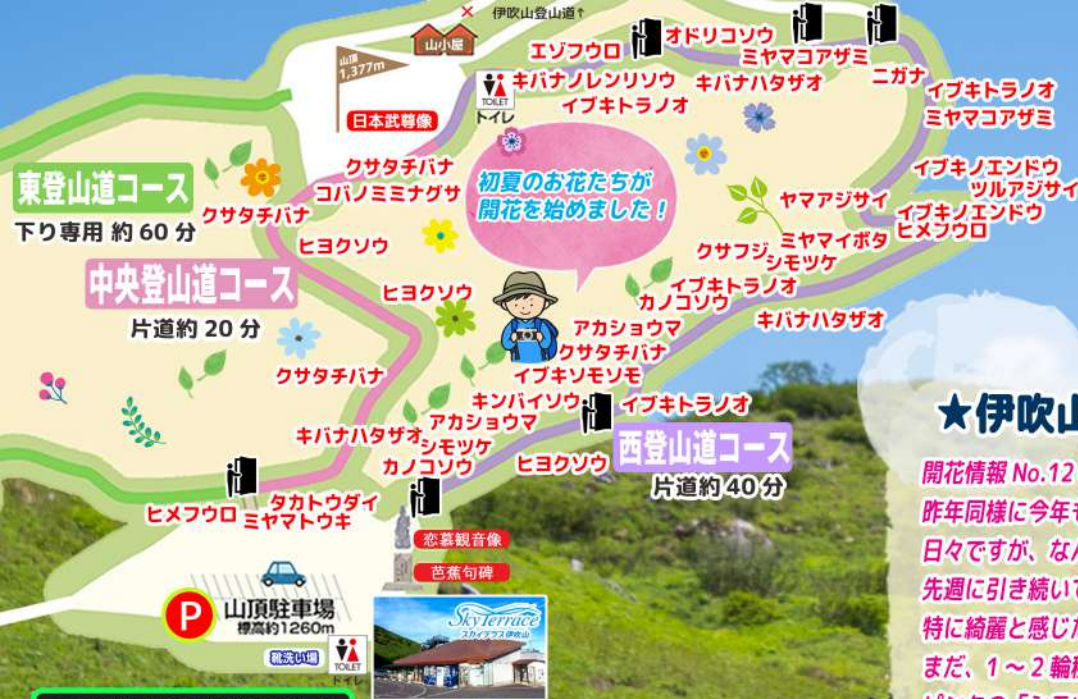 伊吹山登山道↑
山小屋
山頂
1,377m
日本武尊像
TOILET
トイレ
エゾフウロ
オドリコソウ
ミヤマコアザミ
ニガナ
キバナノレンリソウ
キバナハタザオ
イブキトラノオ
イブキトラノオ
ミヤマコアザミ
初夏のお花たちが
開花を始めました！
クサタチバナ
コバノミミナグサ
東登山道コース
下り専用 約60分
クサタチバナ
ヒヨクソウ
イブキノエンドウ
ツルアジサイ
ヤマアジサイ
イブキノエンドウ
ヒメフウロ
ミヤマイボタ
クサフジ
シモツケ
中央登山道コース
片道約20分
ヒヨクソウ
イブキトラノオ
カノコソウ
キバナハタザオ
アカショウマ
クサタチバナ
イブキソモソモ
クサタチバナ
キンバイソウ
イブキトラノオ
アカショウマ
キバナハタザオ
シモツケ
カノコソウ
ヒヨクソウ
西登山道コース
片道約40分
ヒメフウロ
タカトウダイ
ミヤマトウキ
恋慕観音像
芭蕉句碑
P
山頂駐車場
標高約1260m
靴洗い場
TOILET
トイレ
Sky Terrace
スカイテラス伊吹山
★伊吹山
開花情報 No.12
昨年同様に今年も
日々ですが、なん
先週に引き続いて
特に綺麗と感じた
まだ、1～2輪程